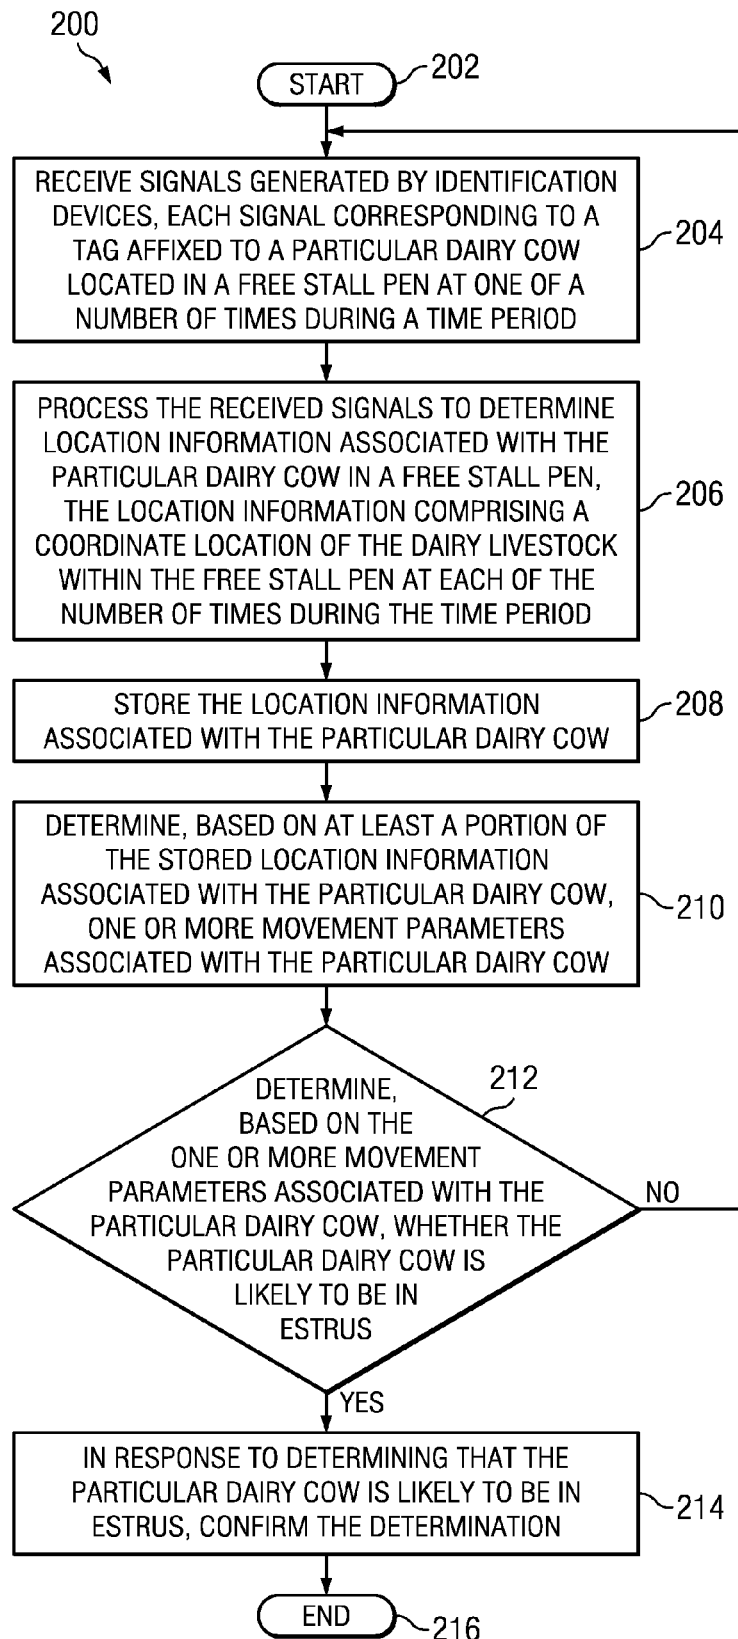 200
START
202
RECEIVE SIGNALS GENERATED BY IDENTIFICATION
DEVICES, EACH SIGNAL CORRESPONDING TO A
TAG AFFIXED TO A PARTICULAR DAIRY COW
LOCATED IN A FREE STALL PEN AT ONE OF A
NUMBER OF TIMES DURING A TIME PERIOD
204
PROCESS THE RECEIVED SIGNALS TO DETERMINE
LOCATION INFORMATION ASSOCIATED WITH THE
PARTICULAR DAIRY COW IN A FREE STALL PEN,
THE LOCATION INFORMATION COMPRISING A
COORDINATE LOCATION OF THE DAIRY LIVESTOCK
WITHIN THE FREE STALL PEN AT EACH OF THE
NUMBER OF TIMES DURING THE TIME PERIOD
206
STORE THE LOCATION INFORMATION
ASSOCIATED WITH THE PARTICULAR DAIRY COW
208
DETERMINE, BASED ON AT LEAST A PORTION OF
THE STORED LOCATION INFORMATION
ASSOCIATED WITH THE PARTICULAR DAIRY COW,
ONE OR MORE MOVEMENT PARAMETERS
ASSOCIATED WITH THE PARTICULAR DAIRY COW
210
212
DETERMINE,
BASED ON THE
ONE OR MORE MOVEMENT
PARAMETERS ASSOCIATED WITH THE
PARTICULAR DAIRY COW, WHETHER THE
PARTICULAR DAIRY COW IS
LIKELY TO BE IN
ESTRUS
NO
YES
IN RESPONSE TO DETERMINING THAT THE
PARTICULAR DAIRY COW IS LIKELY TO BE IN
ESTRUS, CONFIRM THE DETERMINATION
214
END
216